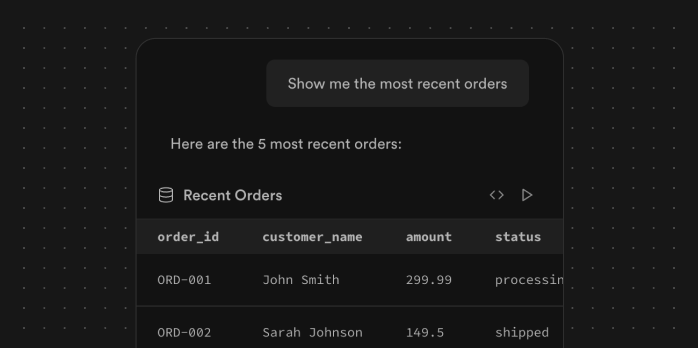 Show me the most recent orders
Here are the 5 most recent orders:
Recent Orders
order_id customer_name amount status
ORD-001 John Smith 299.99 processin
ORD-002 Sarah Johnson 149.5 shipped